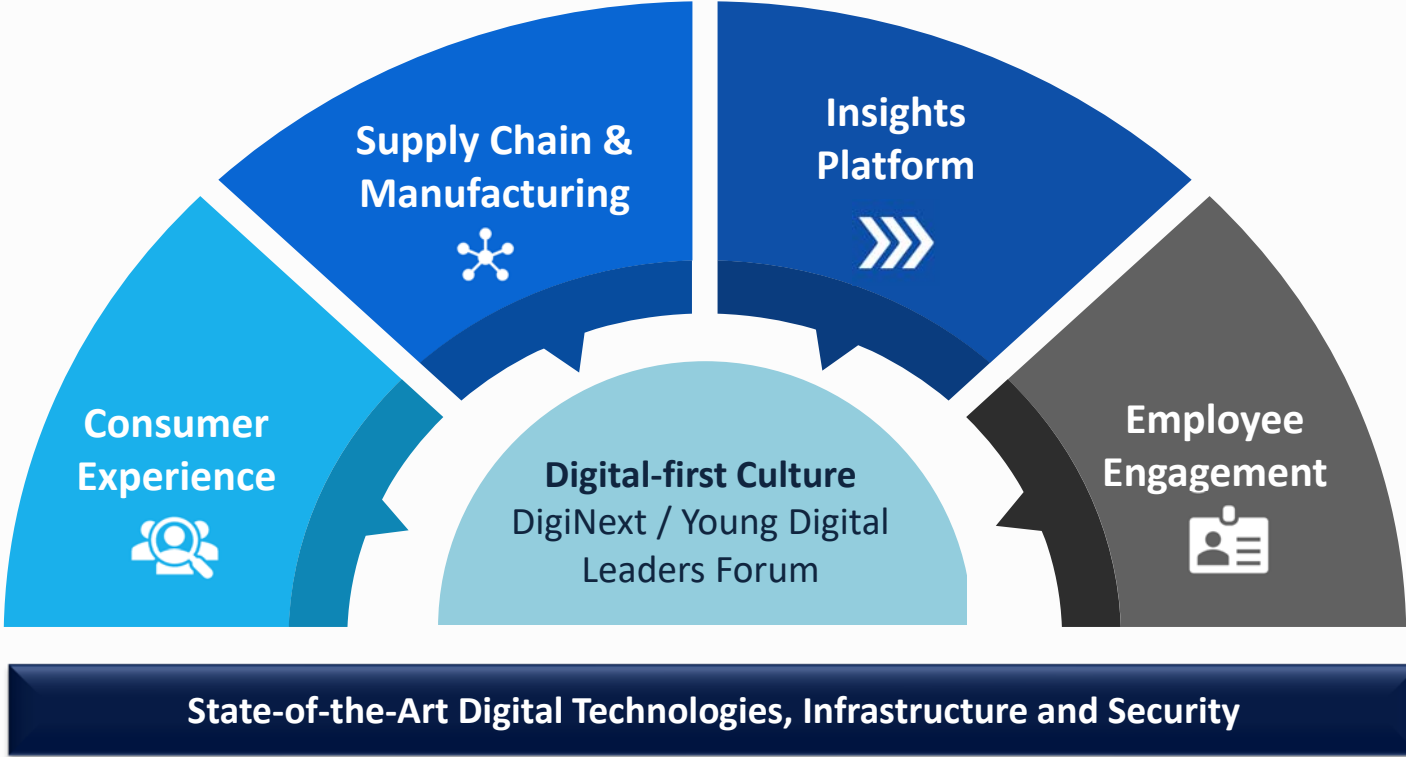 Supply Chain &
Manufacturing
Insights
Platform
Consumer
Experience
Employee
Engagement
Digital-first Culture
DigiNext / Young Digital
Leaders Forum
State-of-the-Art Digital Technologies, Infrastructure and Security